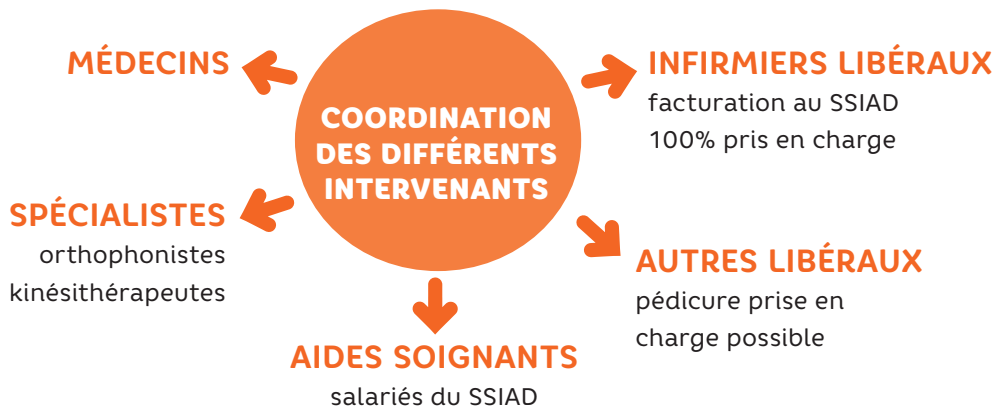 COORDINATION
DES DIFFÉRENTS
INTERVENANTS
MÉDECINS
SPÉCIALISTES
orthophonistes
kinésithérapeutes
AIDES SOIGNANTS
salariés du SSIAD
INFIRMIERS LIBÉRAUX
facturation au SSIAD
100% pris en charge
AUTRES LIBÉRAUX
pédicure prise en
charge possible